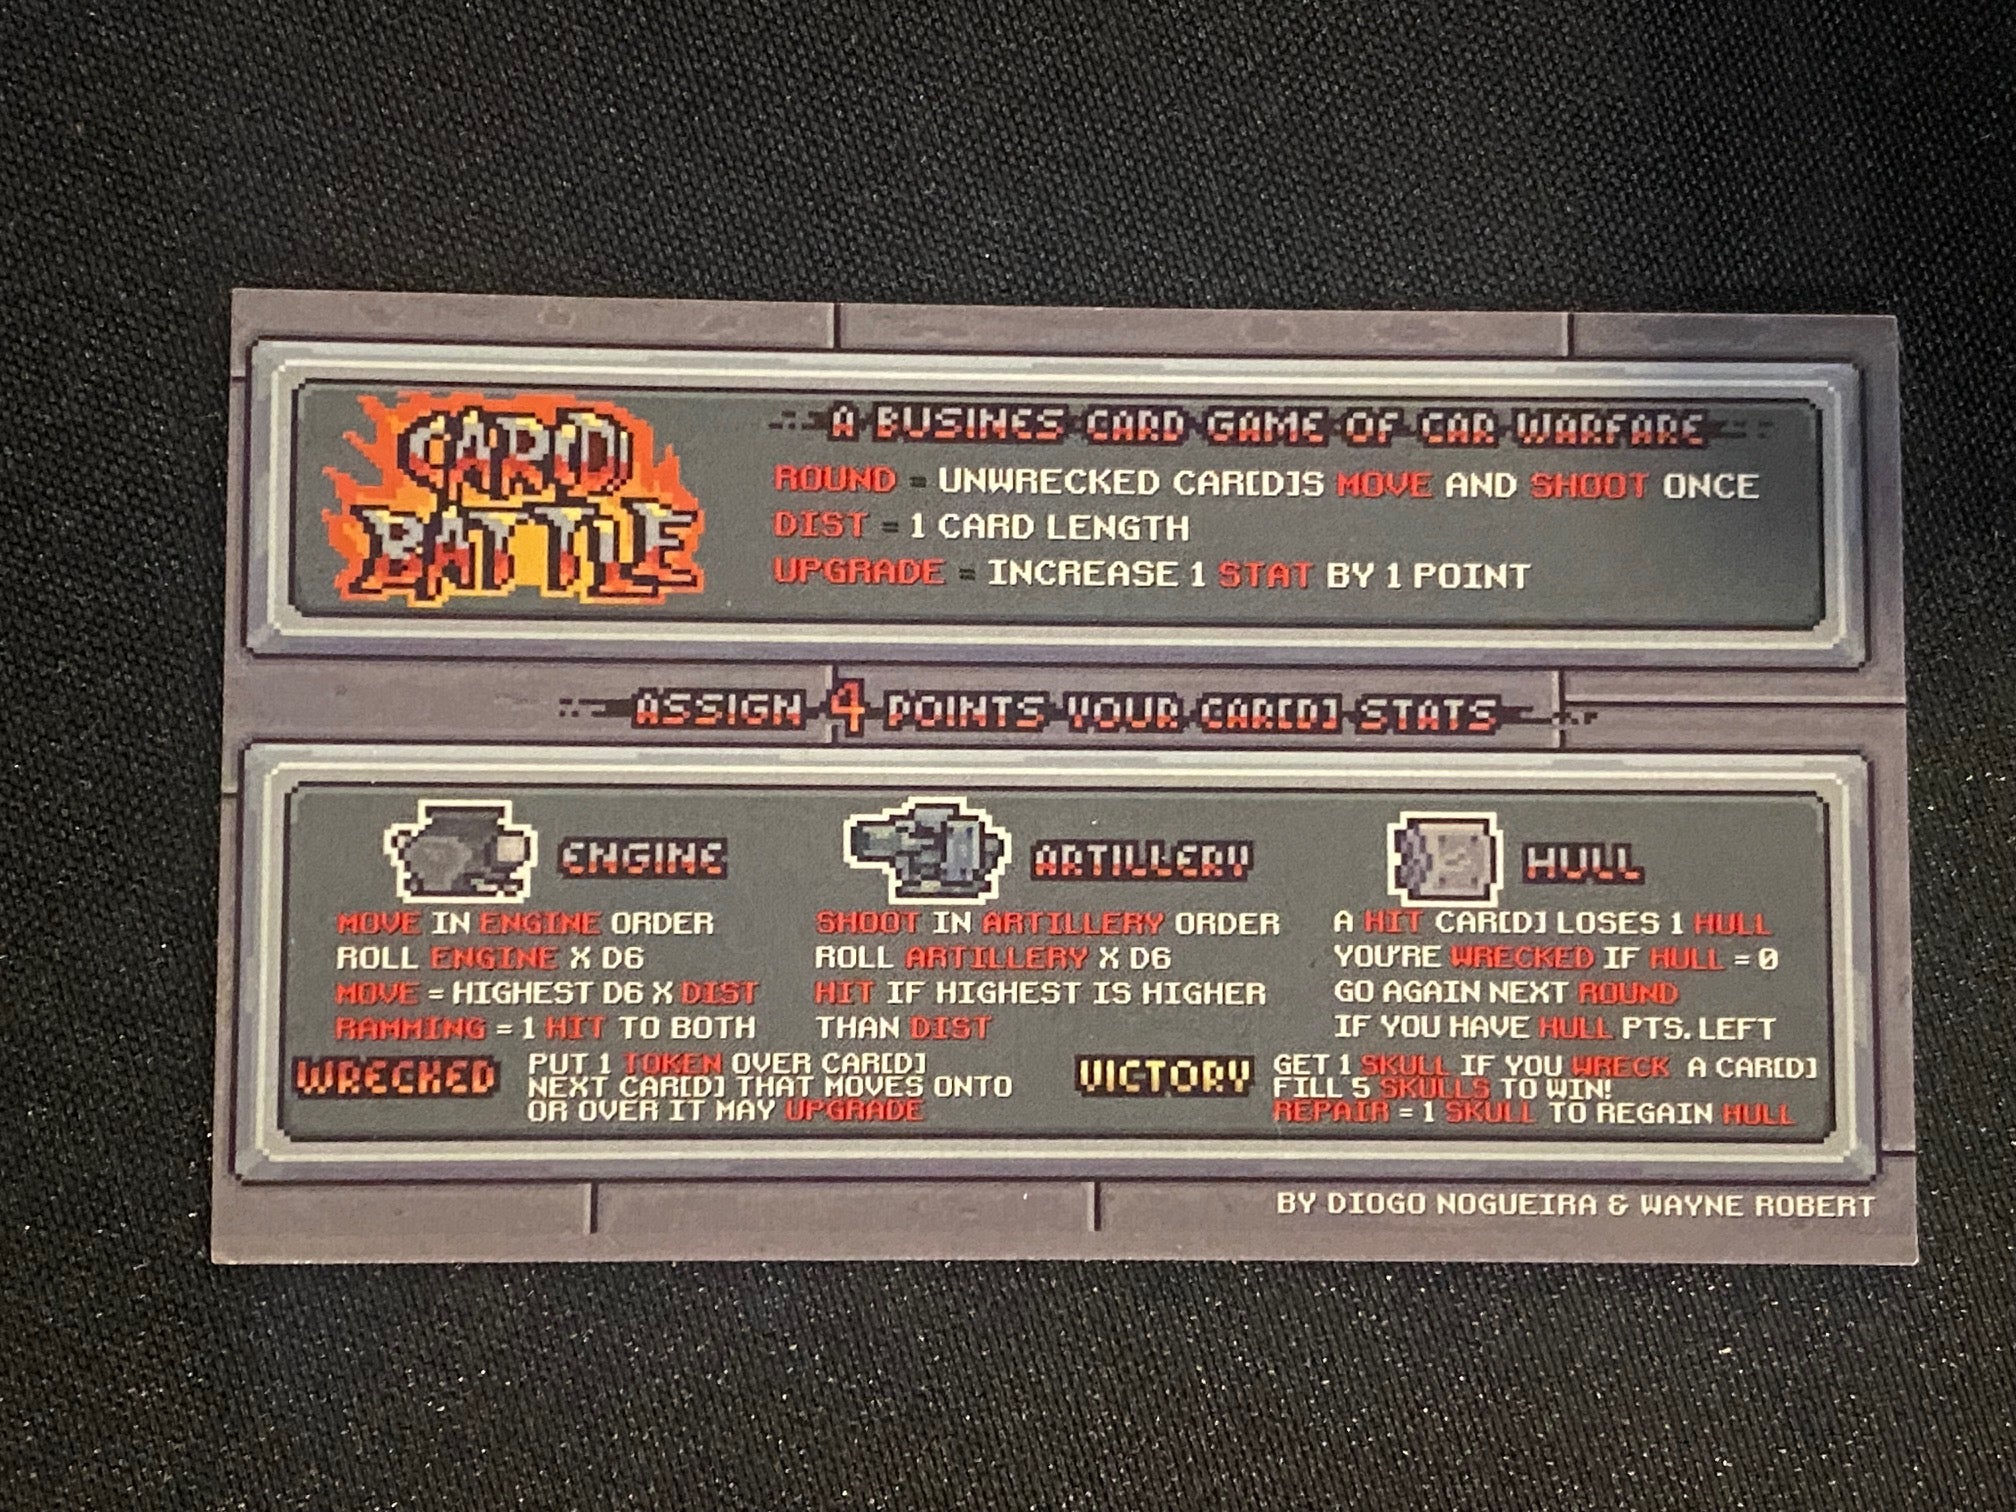 CARD
BATTLE
A BUSINES CARD GAME OF CAR WARFARE
ROUND = UNWRECKED CAR[D]S MOVE AND SHOOT ONCE
DIST = 1 CARD LENGTH
UPGRADE = INCREASE 1 STAT BY 1 POINT
ASSIGN 4 POINTS YOUR CAR[D] STATS
ENGINE
MOVE IN ENGINE ORDER
ROLL ENGINE X D6
MOVE = HIGHEST D6 X DIST
RAMMING = 1 HIT TO BOTH
ARTILLERY
SHOOT IN ARTILLERY ORDER
ROLL ARTILLERY X D6
HIT IF HIGHEST IS HIGHER
THAN DIST
HULL
A HIT CAR[D] LOSES 1 HULL
YOU'RE WRECKED IF HULL = 0
GO AGAIN NEXT ROUND
IF YOU HAVE HULL PTS. LEFT
WRECKED
PUT 1 TOKEN OVER CAR[D]
NEXT CAR[D] THAT MOVES ONTO
OR OVER IT MAY UPGRADE
VICTORY
GET 1 SKULL IF YOU WRECK A CAR[D]
FILL 5 SKULLS TO WIN!
REPAIR = 1 SKULL TO REGAIN HULL
BY DIOGO NOGUEIRA & WAYNE ROBERT